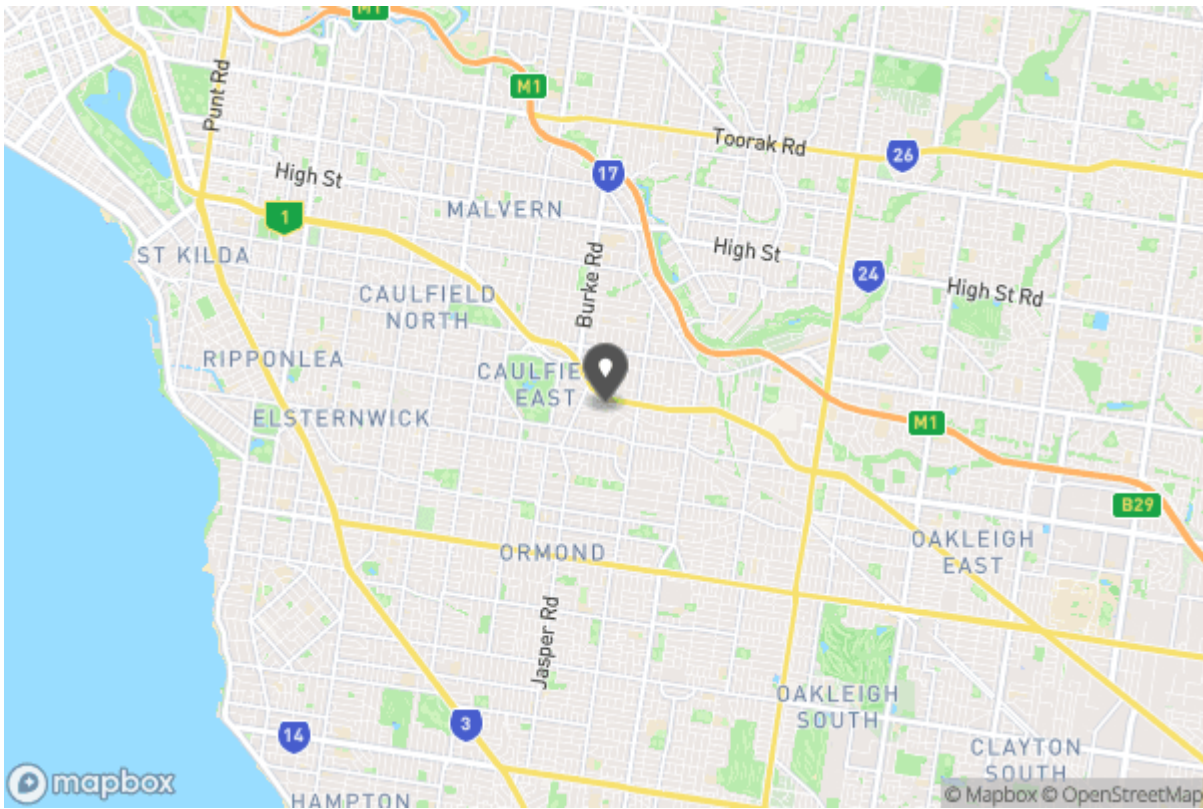 M1
Punt Rd
M1
Toorak Rd
26
17
High St
MALVERN
1
High St
ST KILDA
24
High St Rd
CAULFIELD
NORTH
Burke Rd
RIPPONLEA
CAULFIE
EAST
ELSTERNWICK
M1
B29
ORMOND
OAKLEIGH
EAST
Jasper Rd
OAKLEIGH
SOUTH
3
14
CLAYTON
SOUTH
mapbox
HAMPTON
© Mapbox © OpenStreetMap